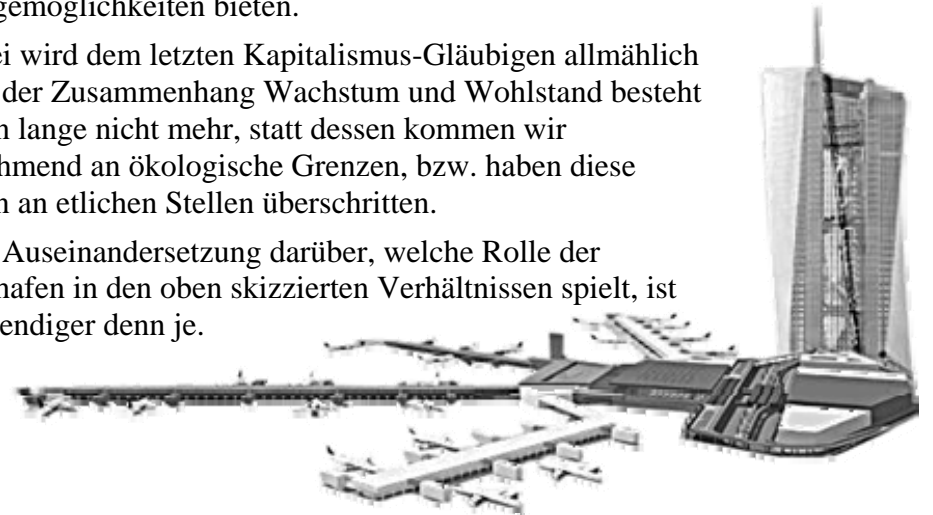 gemöglichkeiten bieten.
ei wird dem letzten Kapitalismus-Gläubigen allmählich
der Zusammenhang Wachstum und Wohlstand besteht
n lange nicht mehr, statt dessen kommen wir
hmend an ökologische Grenzen, bzw. haben diese
n an etlichen Stellen überschritten.
Auseinandersetzung darüber, welche Rolle der
hafen in den oben skizzierten Verhältnissen spielt, ist
endiger denn je.